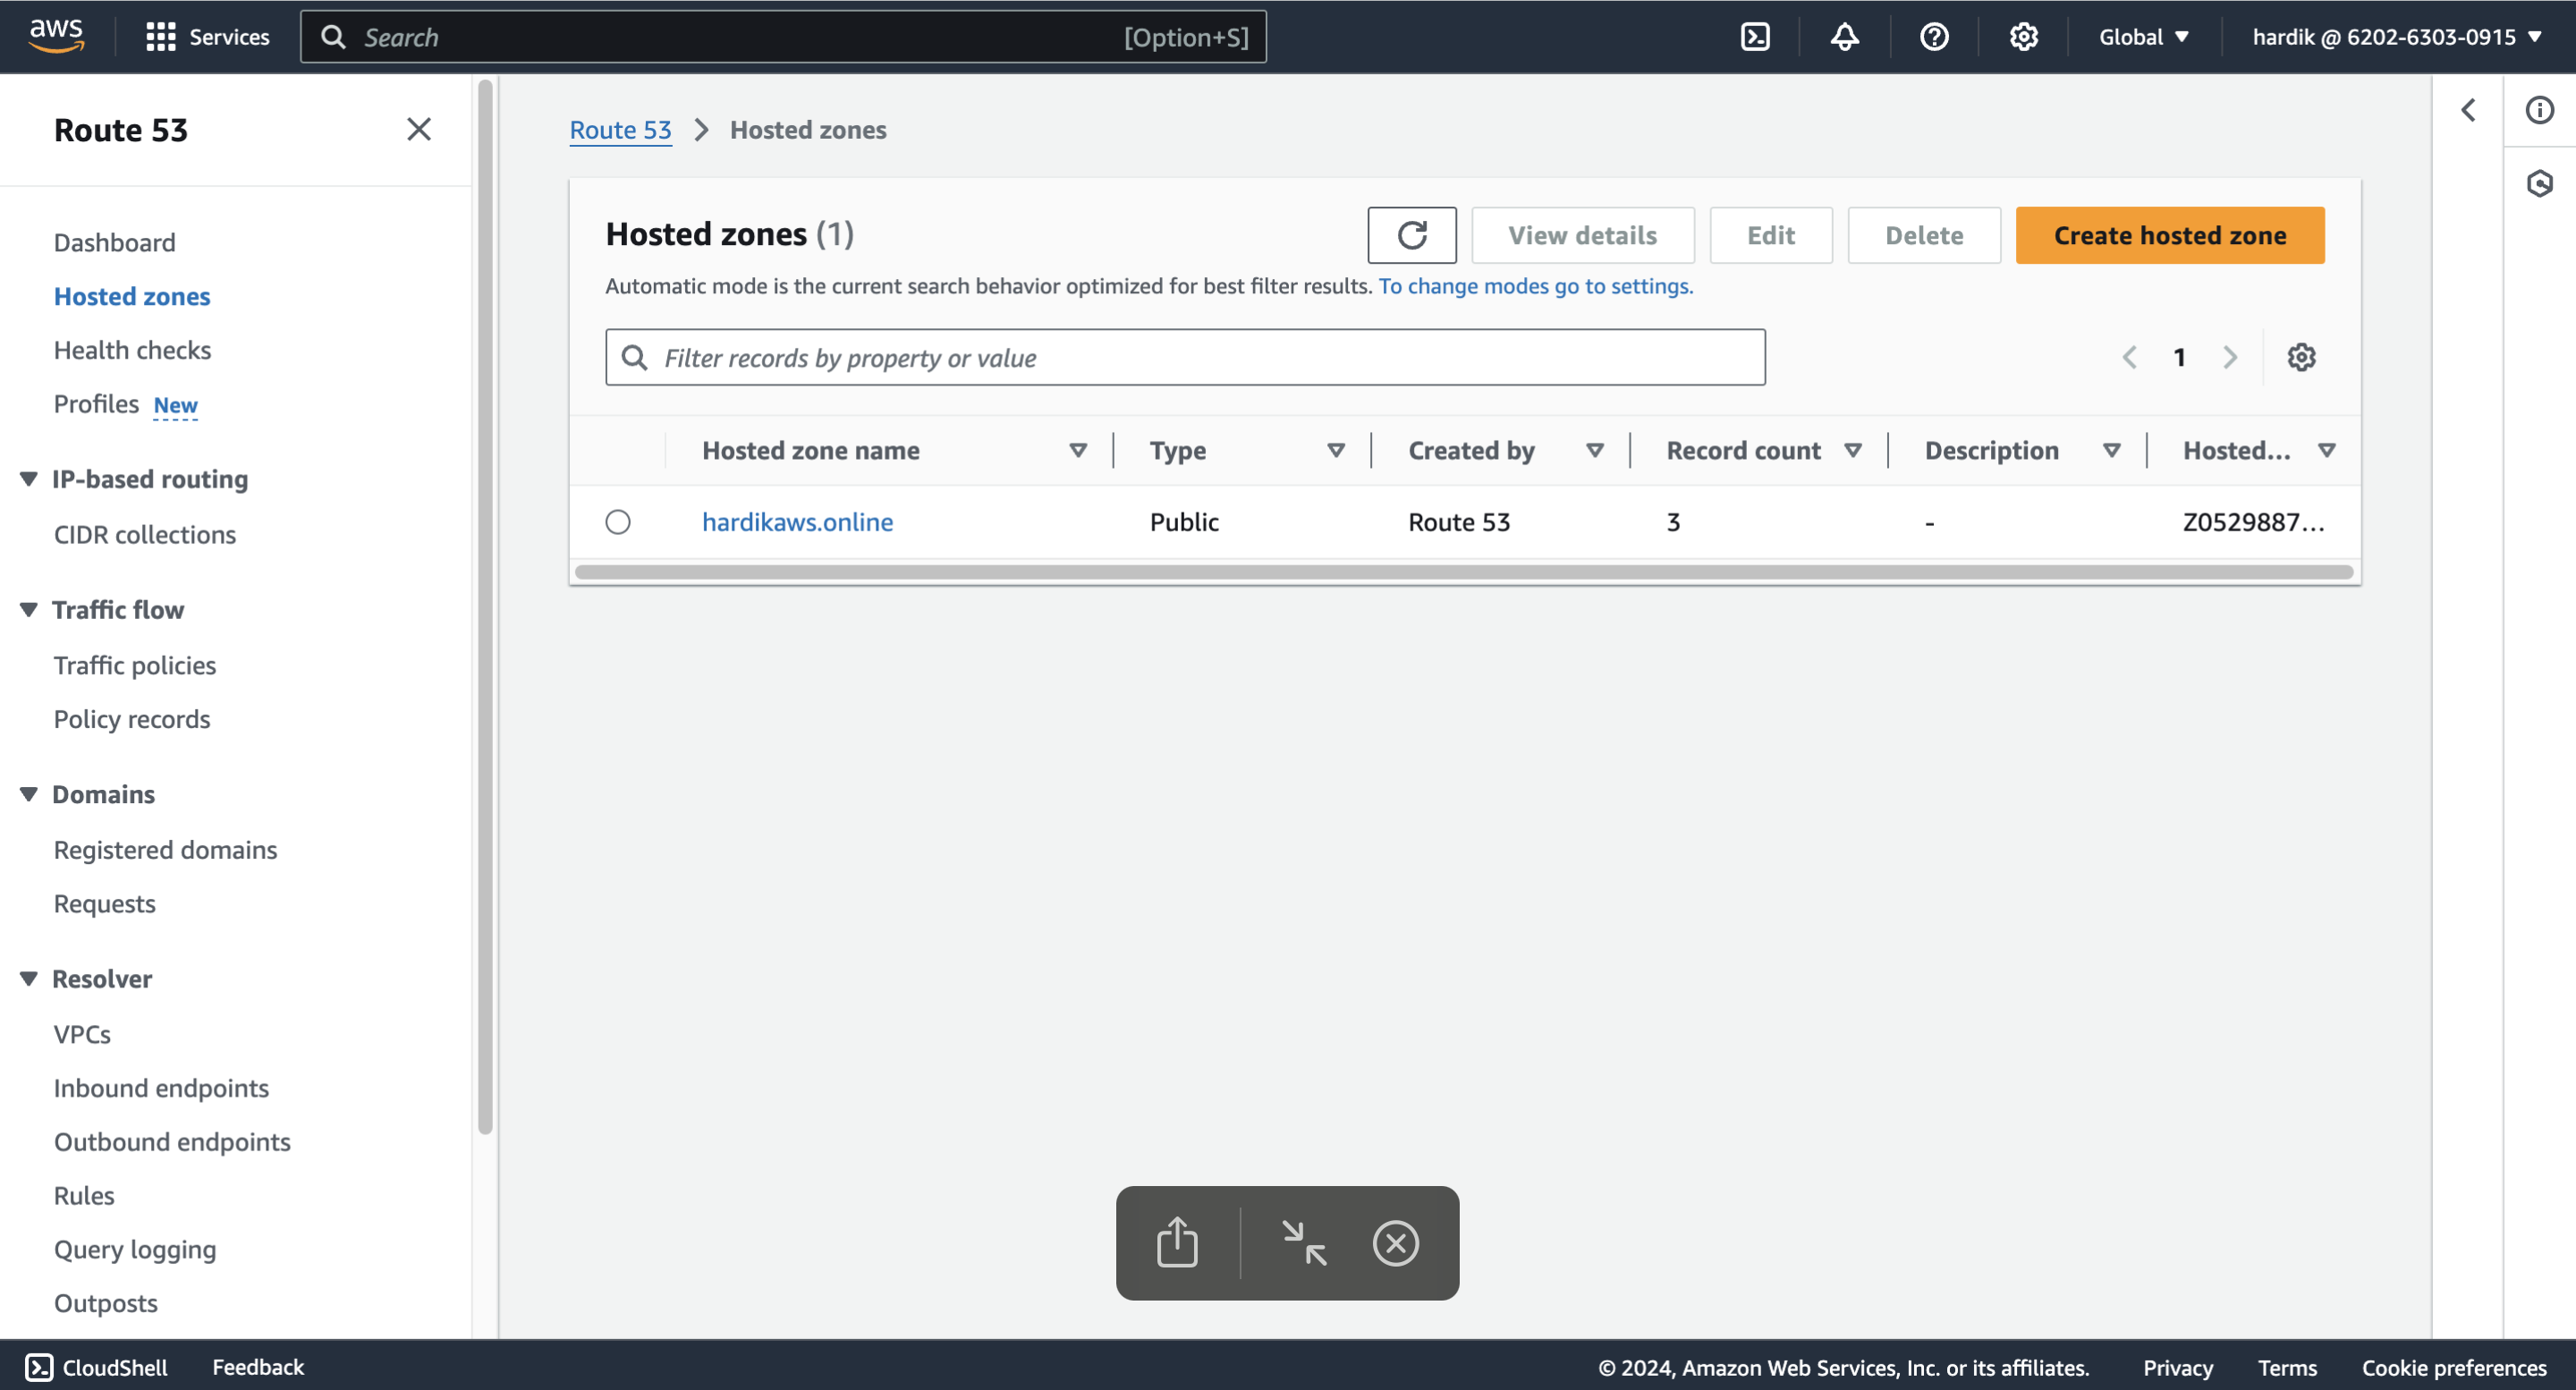 aws Services Search [Option+S] Global hardik @ 6202-6303-0915
Route 53
Dashboard
Hosted zones
Health checks
Profiles New
IP-based routing
CIDR collections
Traffic flow
Traffic policies
Policy records
Domains
Registered domains
Requests
Resolver
VPCs
Inbound endpoints
Outbound endpoints
Rules
Query logging
Outposts
Route 53 Hosted zones
Hosted zones (1) View details Edit Delete Create hosted zone
Automatic mode is the current search behavior optimized for best filter results. To change modes go to settings.
Filter records by property or value 1
Hosted zone name Type Created by Record count Description Hosted...
hardikaws.online Public Route 53 3 - Z0529887...
CloudShell Feedback © 2024, Amazon Web Services, Inc. or its affiliates. Privacy Terms Cookie preferences